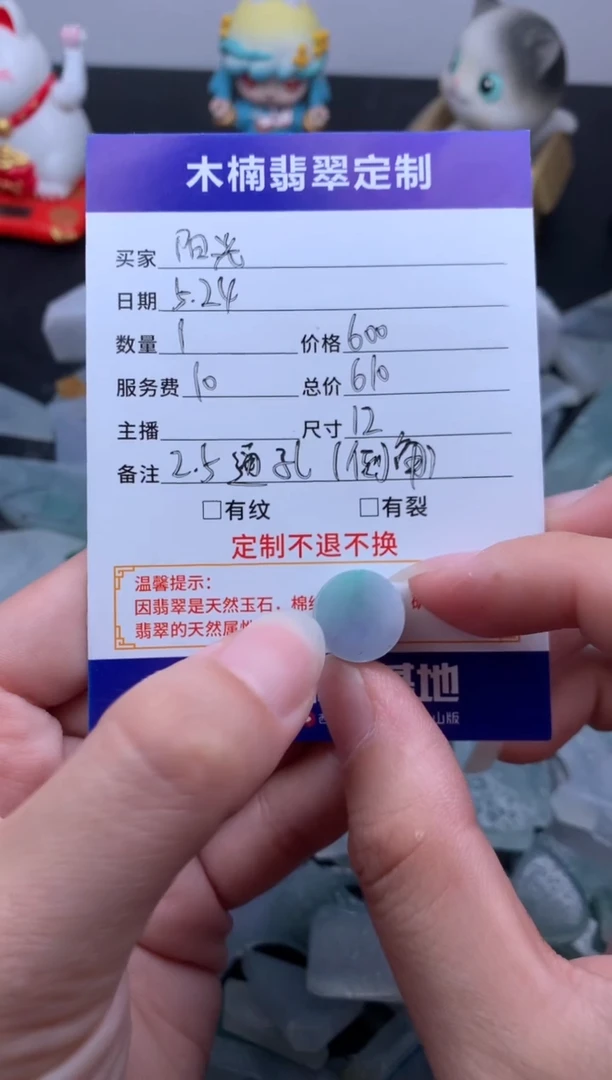 木楠翡翠定制
买家 阳光
日期 5.24
数量 1 价格 600
服务费 10 总价 610
主播 尺寸 12
备注 2.5通孔(倒角)
□有纹 □有裂
定制不退不换
温馨提示:
因翡翠是天然玉石,棉
翡翠的天然属
基地
山版